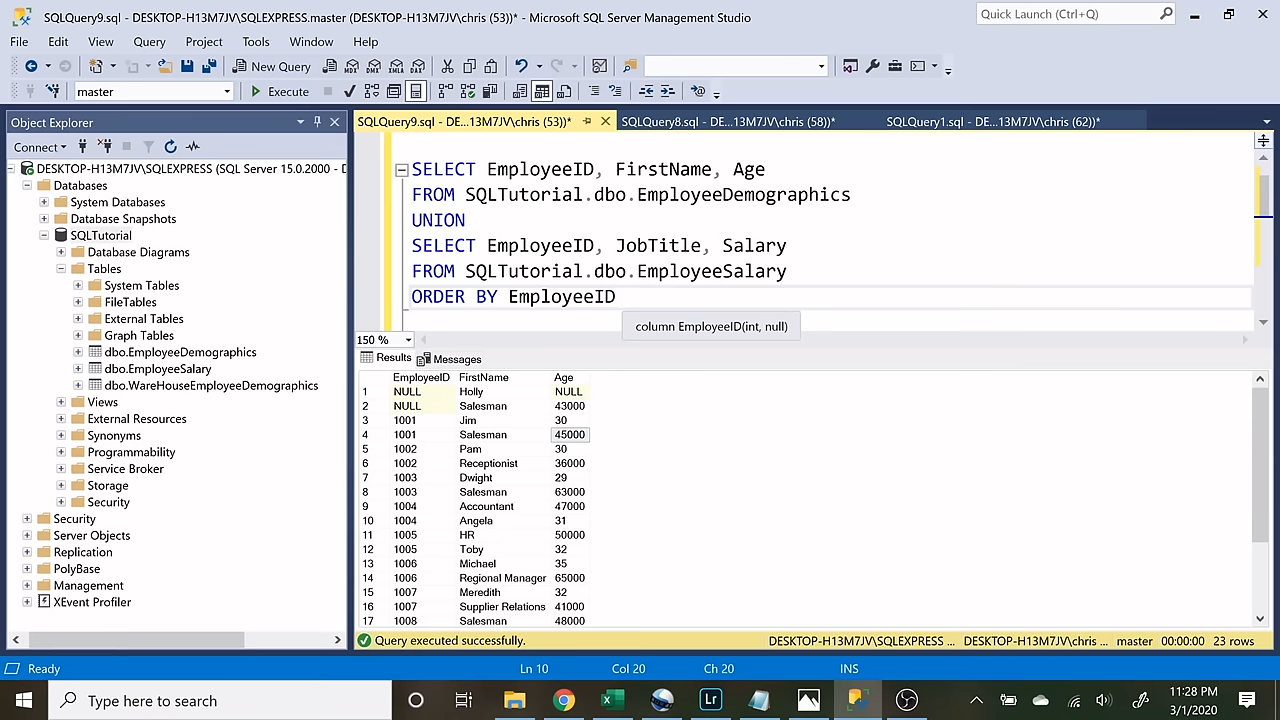 SQLQuery9.sql - DESKTOP-H13M7JV\SQLEXPRESS.master (DESKTOP-H13M7JV\chris (53))* - Microsoft SQL Server Management Studio
Quick Launch (Ctrl+Q)
File Edit View Query Project Tools Window Help
New Query
MDX DMX XMLA DAX
master
Execute
Object Explorer
SQLQuery9.sql - DE...13M7JV\chris (53))*
SQLQuery8.sql - DE...13M7JV\chris (58))*
SQLQuery1.sql - DE...13M7JV\chris (62))*
Connect
DESKTOP-H13M7JV\SQLEXPRESS (SQL Server 15.0.2000 - D
Databases
System Databases
Database Snapshots
SQLTutorial
Database Diagrams
Tables
System Tables
FileTables
External Tables
Graph Tables
dbo.EmployeeDemographics
dbo.EmployeeSalary
dbo.WareHouseEmployeeDemographics
Views
External Resources
Synonyms
Programmability
Service Broker
Storage
Security
Security
Server Objects
Replication
PolyBase
Management
XEvent Profiler
SELECT EmployeeID, FirstName, Age
FROM SQLTutorial.dbo.EmployeeDemographics
UNION
SELECT EmployeeID, JobTitle, Salary
FROM SQLTutorial.dbo.EmployeeSalary
ORDER BY EmployeeID
column EmployeeID(int, null)
150 %
Results Messages
EmployeeID FirstName Age
1 NULL Holly NULL
2 NULL Salesman 43000
3 1001 Jim 30
4 1001 Salesman 45000
5 1002 Pam 30
6 1002 Receptionist 36000
7 1003 Dwight 29
8 1003 Salesman 63000
9 1004 Accountant 47000
10 1004 Angela 31
11 1005 HR 50000
12 1005 Toby 32
13 1006 Michael 35
14 1006 Regional Manager 65000
15 1007 Meredith 32
16 1007 Supplier Relations 41000
17 1008 Salesman 48000
Query executed successfully.
DESKTOP-H13M7JV\SQLEXPRESS ... DESKTOP-H13M7JV\chris ... master 00:00:00 23 rows
Ready Ln 10 Col 20 Ch 20 INS
Type here to search
Lr
11:28 PM
3/1/2020